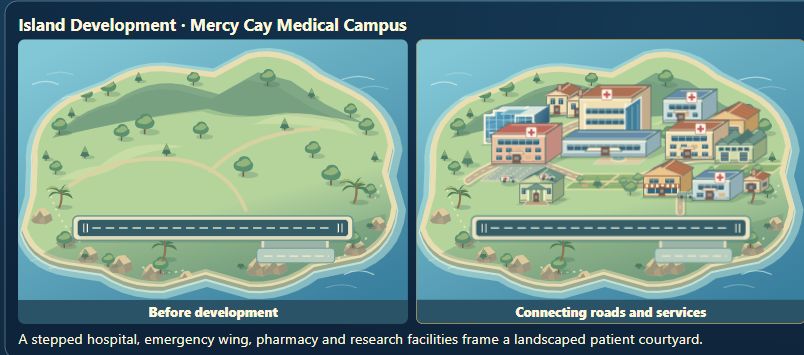 Island Development · Mercy Cay Medical Campus
Before development
Connecting roads and services
A stepped hospital, emergency wing, pharmacy and research facilities frame a landscaped patient courtyard.